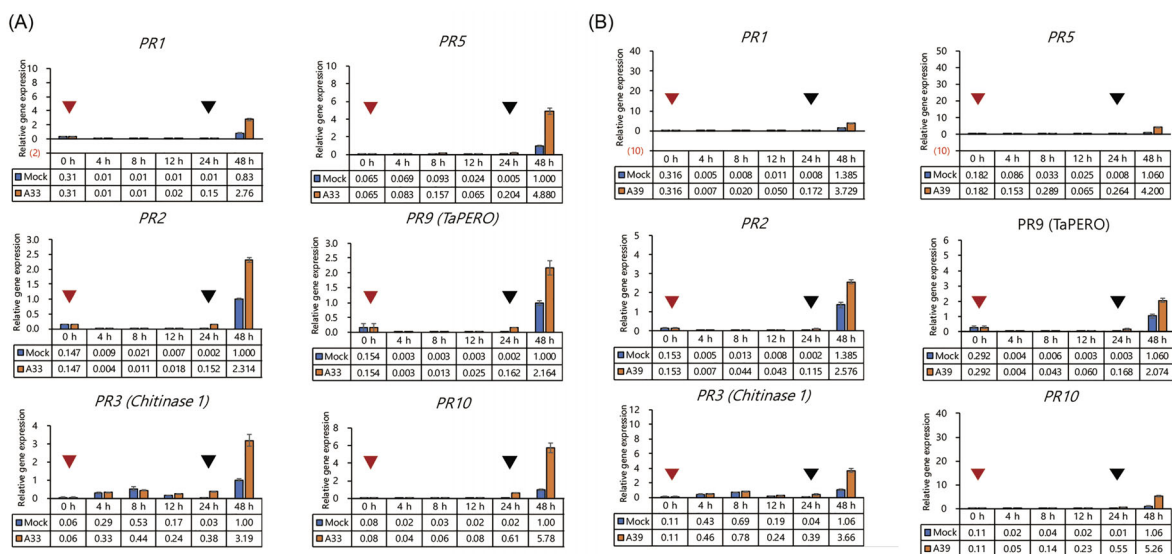 (A)
PR1
Relative gene expression
10
8
6
4
2
0
(2)
0 h 4 h 8 h 12 h 24 h 48 h
Mock 0.31 0.01 0.01 0.01 0.01 0.83
A33 0.31 0.01 0.01 0.02 0.15 2.76
PR5
Relative gene expression
10
8
6
4
2
0
0 h 4 h 8 h 12 h 24 h 48 h
Mock 0.065 0.069 0.093 0.024 0.005 1.000
A33 0.065 0.083 0.157 0.065 0.204 4.880
PR2
Relative gene expression
3.0
2.5
2.0
1.5
1.0
0.5
0.0
0 h 4 h 8 h 12 h 24 h 48 h
Mock 0.147 0.009 0.021 0.007 0.002 1.000
A33 0.147 0.004 0.011 0.018 0.152 2.314
PR9 (TaPERO)
Relative gene expression
3.0
2.5
2.0
1.5
1.0
0.5
0.0
0 h 4 h 8 h 12 h 24 h 48 h
Mock 0.154 0.003 0.003 0.003 0.002 1.000
A33 0.154 0.003 0.013 0.025 0.162 2.164
PR3 (Chitinase 1)
Relative gene expression
4
3
2
1
0
0 h 4 h 8 h 12 h 24 h 48 h
Mock 0.06 0.29 0.53 0.17 0.03 1.00
A33 0.06 0.33 0.44 0.24 0.38 3.19
PR10
Relative gene expression
8
6
4
2
0
0 h 4 h 8 h 12 h 24 h 48 h
Mock 0.08 0.02 0.03 0.02 0.02 1.00
A33 0.08 0.04 0.06 0.08 0.61 5.78
(B)
PR1
Relative gene expression
40
30
20
10
0
(10)
0 h 4 h 8 h 12 h 24 h 48 h
Mock 0.316 0.005 0.008 0.011 0.008 1.385
A39 0.316 0.007 0.020 0.050 0.172 3.729
PR5
Relative gene expression
50
40
30
20
10
0
(10)
0 h 4 h 8 h 12 h 24 h 48 h
Mock 0.182 0.086 0.033 0.025 0.008 1.060
A39 0.182 0.153 0.289 0.065 0.264 4.200
PR2
Relative gene expression
5
4
3
2
1
0
0 h 4 h 8 h 12 h 24 h 48 h
Mock 0.153 0.005 0.013 0.008 0.002 1.385
A39 0.153 0.007 0.044 0.043 0.115 2.576
PR9 (TaPERO)
Relative gene expression
6
5
4
3
2
1
0
0 h 4 h 8 h 12 h 24 h 48 h
Mock 0.292 0.004 0.006 0.003 0.003 1.060
A39 0.292 0.004 0.043 0.060 0.168 2.074
PR3 (Chitinase 1)
Relative gene expression
12
10
8
6
4
2
0
0 h 4 h 8 h 12 h 24 h 48 h
Mock 0.11 0.43 0.69 0.19 0.04 1.06
A39 0.11 0.46 0.78 0.24 0.39 3.66
PR10
Relative gene expression
50
40
30
20
10
0
0 h 4 h 8 h 12 h 24 h 48 h
Mock 0.11 0.02 0.04 0.02 0.01 1.06
A39 0.11 0.05 0.14 0.23 0.55 5.26